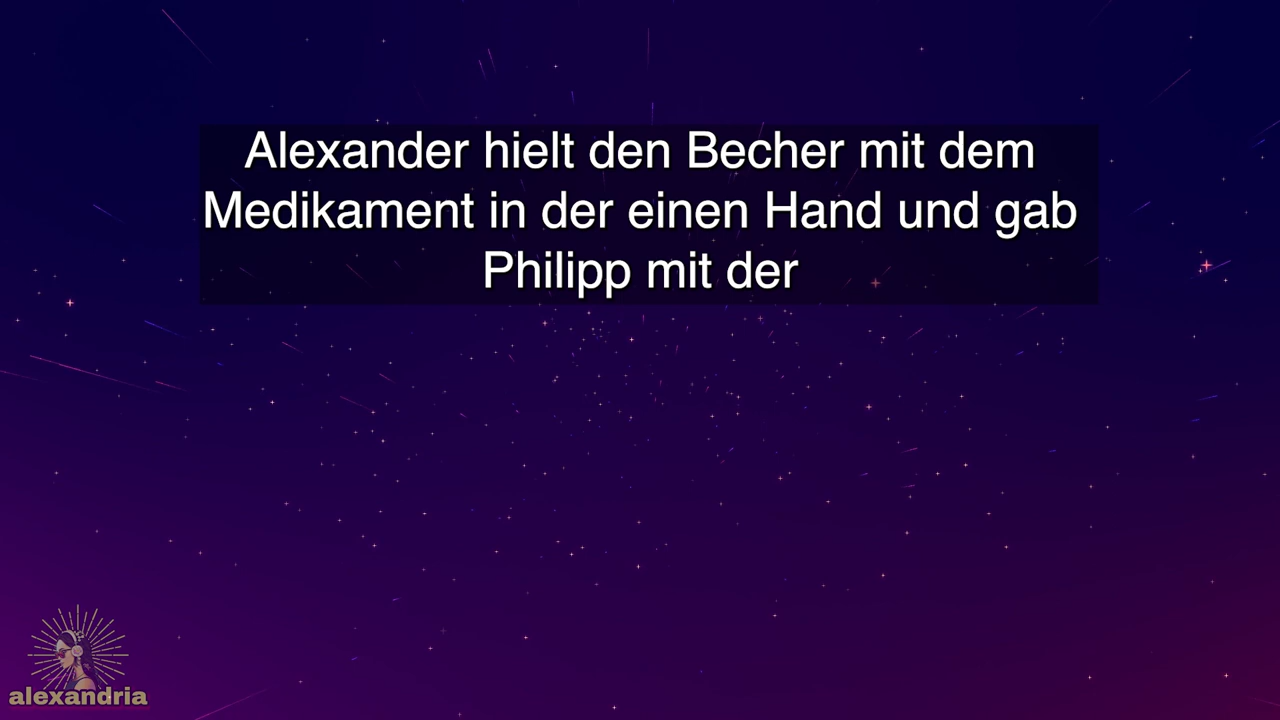 Alexander hielt den Becher mit dem
Medikament in der einen Hand und gab
Philipp mit der
alexandria